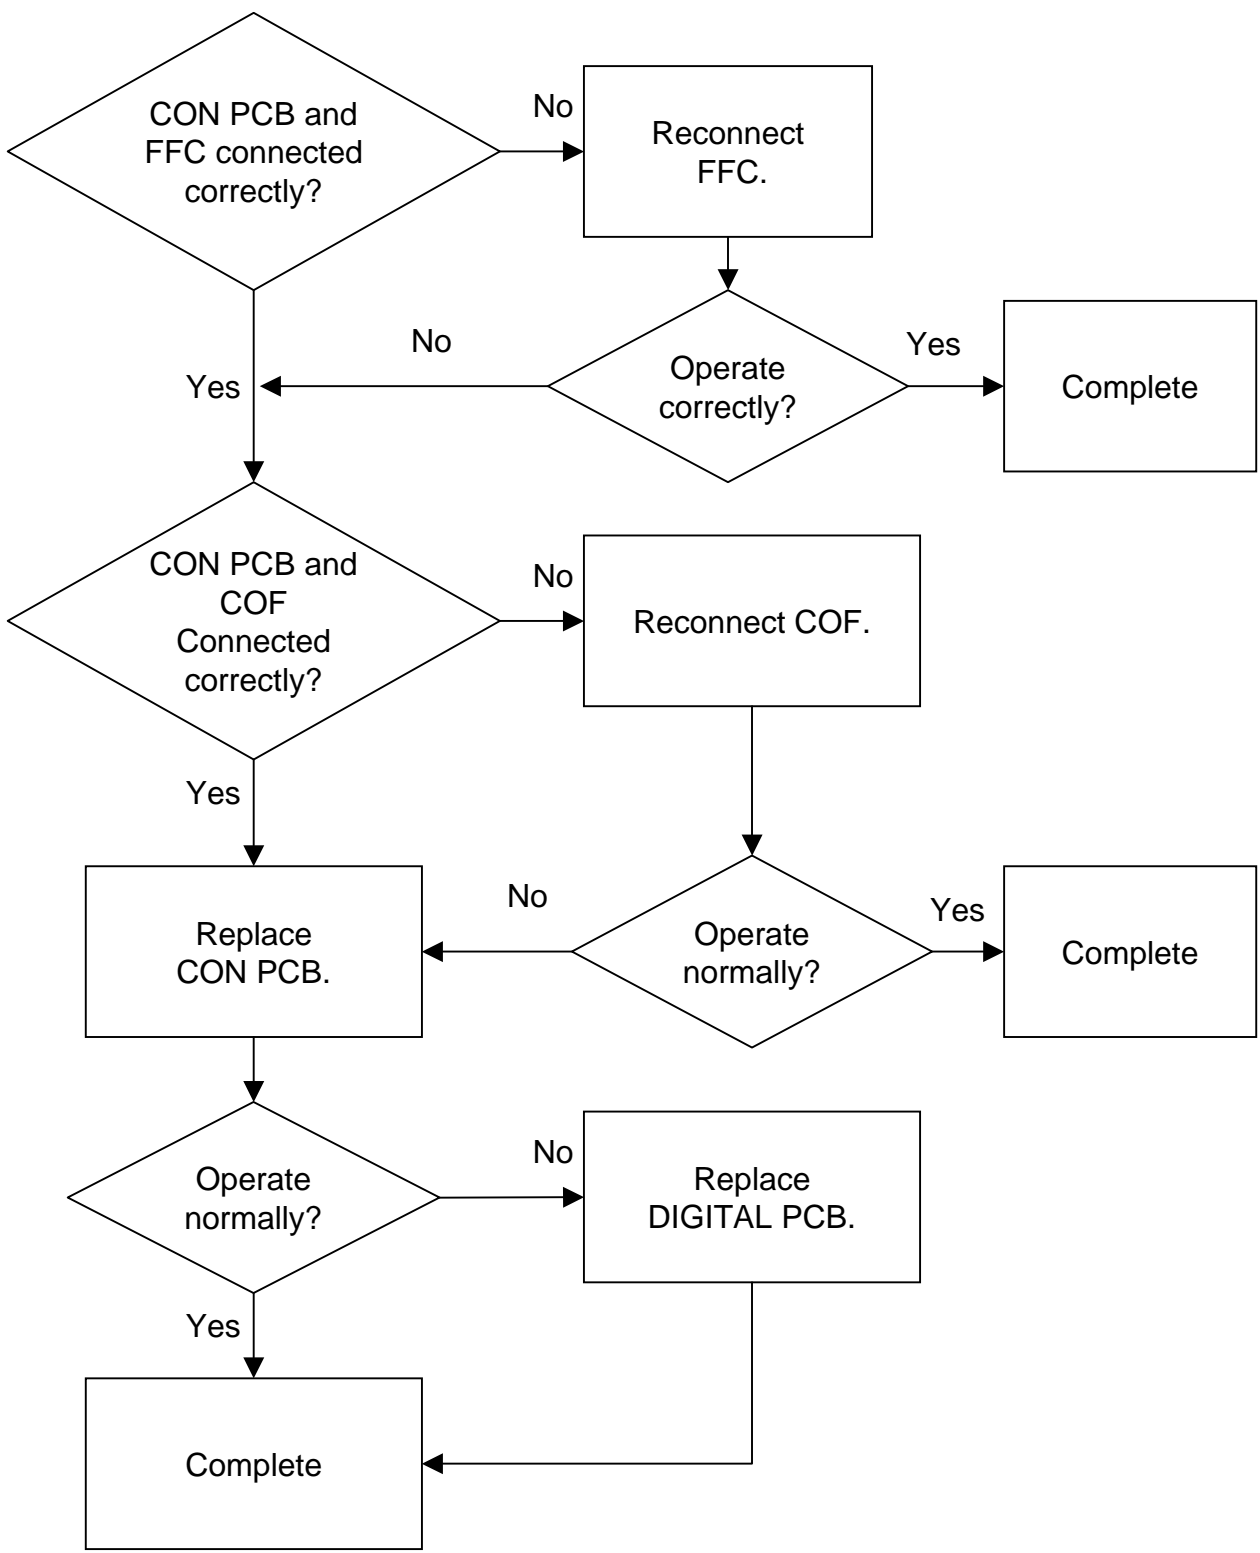 CON PCB and
FFC connected
correctly?
No
Reconnect
FFC.
Yes
No
Operate
correctly?
Yes
Complete
CON PCB and
COF
Connected
correctly?
No
Reconnect COF.
Yes
Replace
CON PCB.
No
Operate
normally?
Yes
Complete
Operate
normally?
No
Replace
DIGITAL PCB.
Yes
Complete